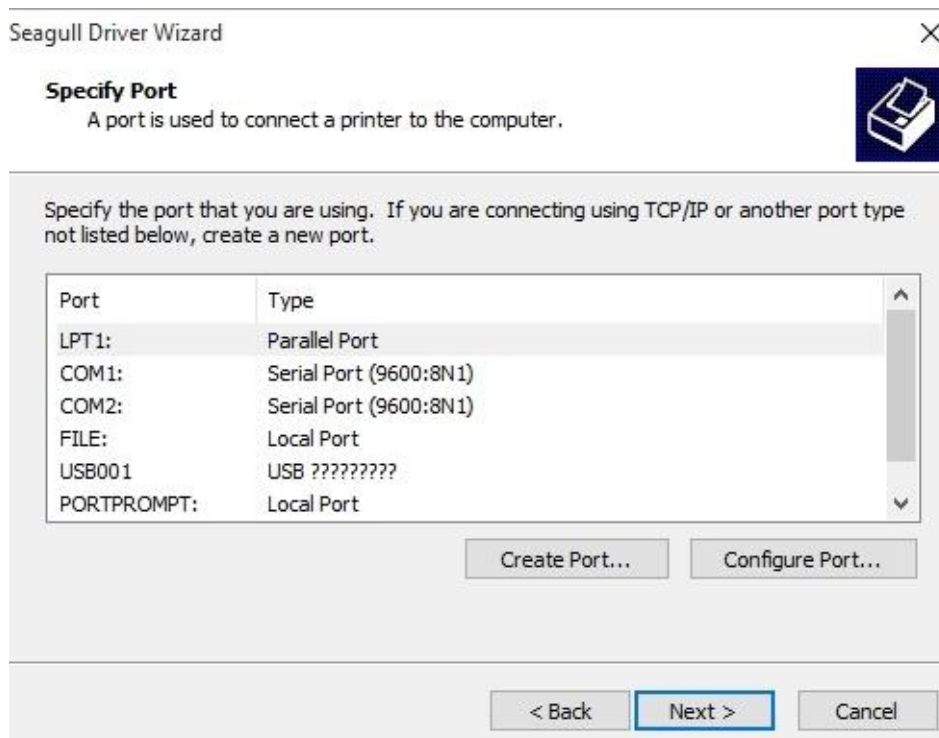 Seagull Driver Wizard
Specify Port
A port is used to connect a printer to the computer.
Specify the port that you are using. If you are connecting using TCP/IP or another port type
not listed below, create a new port.
Port Type
LPT1: Parallel Port
COM1: Serial Port (9600:8N1)
COM2: Serial Port (9600:8N1)
FILE: Local Port
USB001 USB ?????????
PORTPROMPT: Local Port
Create Port... Configure Port...
< Back Next > Cancel